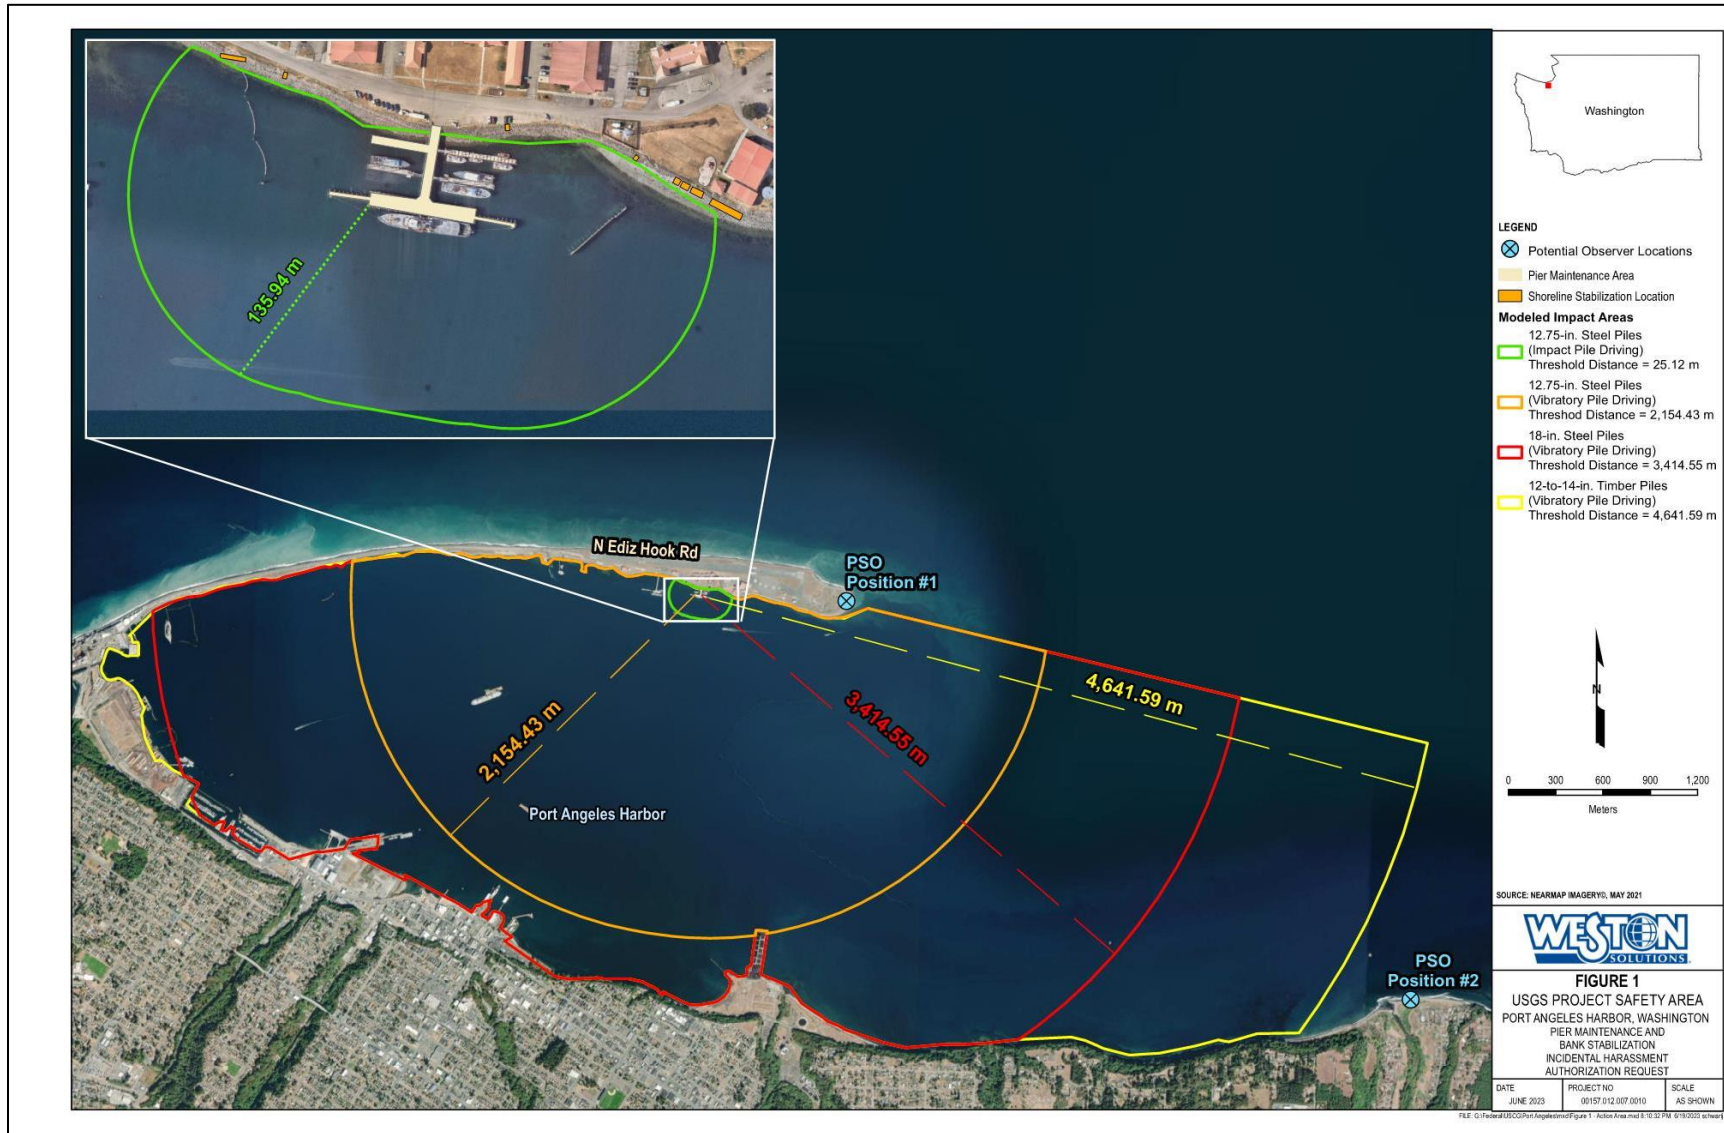 135.94 m
N Ediz Hook Rd
PSO
Position #1
4,641.59 m
3,414.55 m
2,154.43 m
Port Angeles Harbor
PSO
Position #2
Washington
LEGEND
Potential Observer Locations
Pier Maintenance Area
Shoreline Stabilization Location
Modeled Impact Areas
12.75-in. Steel Piles
(Impact Pile Driving)
Threshold Distance = 25.12 m
12.75-in. Steel Piles
(Vibratory Pile Driving)
Threshod Distance = 2,154.43 m
18-in. Steel Piles
(Vibratory Pile Driving)
Threshold Distance = 3,414.55 m
12-to-14-in. Timber Piles
(Vibratory Pile Driving)
Threshold Distance = 4,641.59 m
N
0 300 600 900 1,200
Meters
SOURCE: NEARMAP IMAGERY©, MAY 2021
WESTON
SOLUTIONS
FIGURE 1
USGS PROJECT SAFETY AREA
PORT ANGELES HARBOR, WASHINGTON
PIER MAINTENANCE AND
BANK STABILIZATION
INCIDENTAL HARASSMENT
AUTHORIZATION REQUEST
DATE PROJECT NO SCALE
JUNE 2023 00157.012.007.0010 AS SHOWN